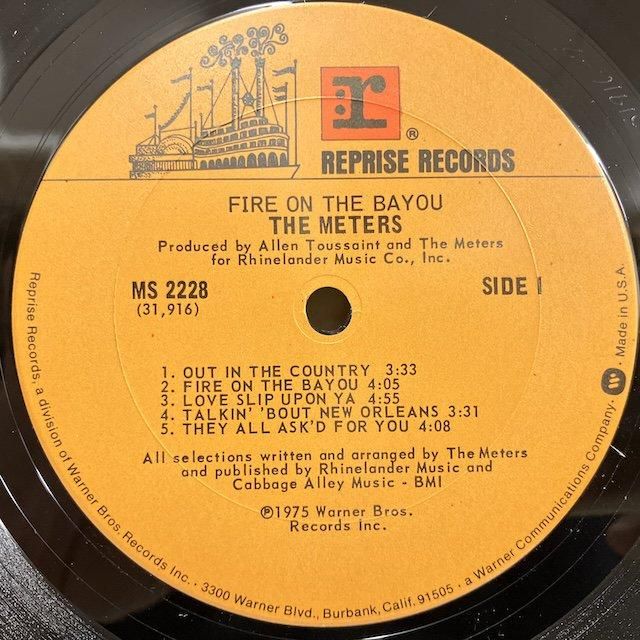 r
®
REPRISE RECORDS
FIRE ON THE BAYOU
THE METERS
Produced by Allen Toussaint and The Meters
for Rhinelander Music Co., Inc.
MS 2228
(31,916)
SIDE 1
1. OUT IN THE COUNTRY 3:33
2. FIRE ON THE BAYOU 4:05
3. LOVE SLIP UPON YA 4:55
4. TALKIN' 'BOUT NEW ORLEANS 3:31
5. THEY ALL ASK'D FOR YOU 4:08
All selections written and arranged by The Meters
and published by Rhinelander Music and
Cabbage Alley Music - BMI
℗1975 Warner Bros.
Records Inc.
Reprise Records, a division of Warner Bros. Records Inc. · 3300 Warner Blvd., Burbank, Calif. 91505 · a Warner Communications Company · W · Made in U.S.A.